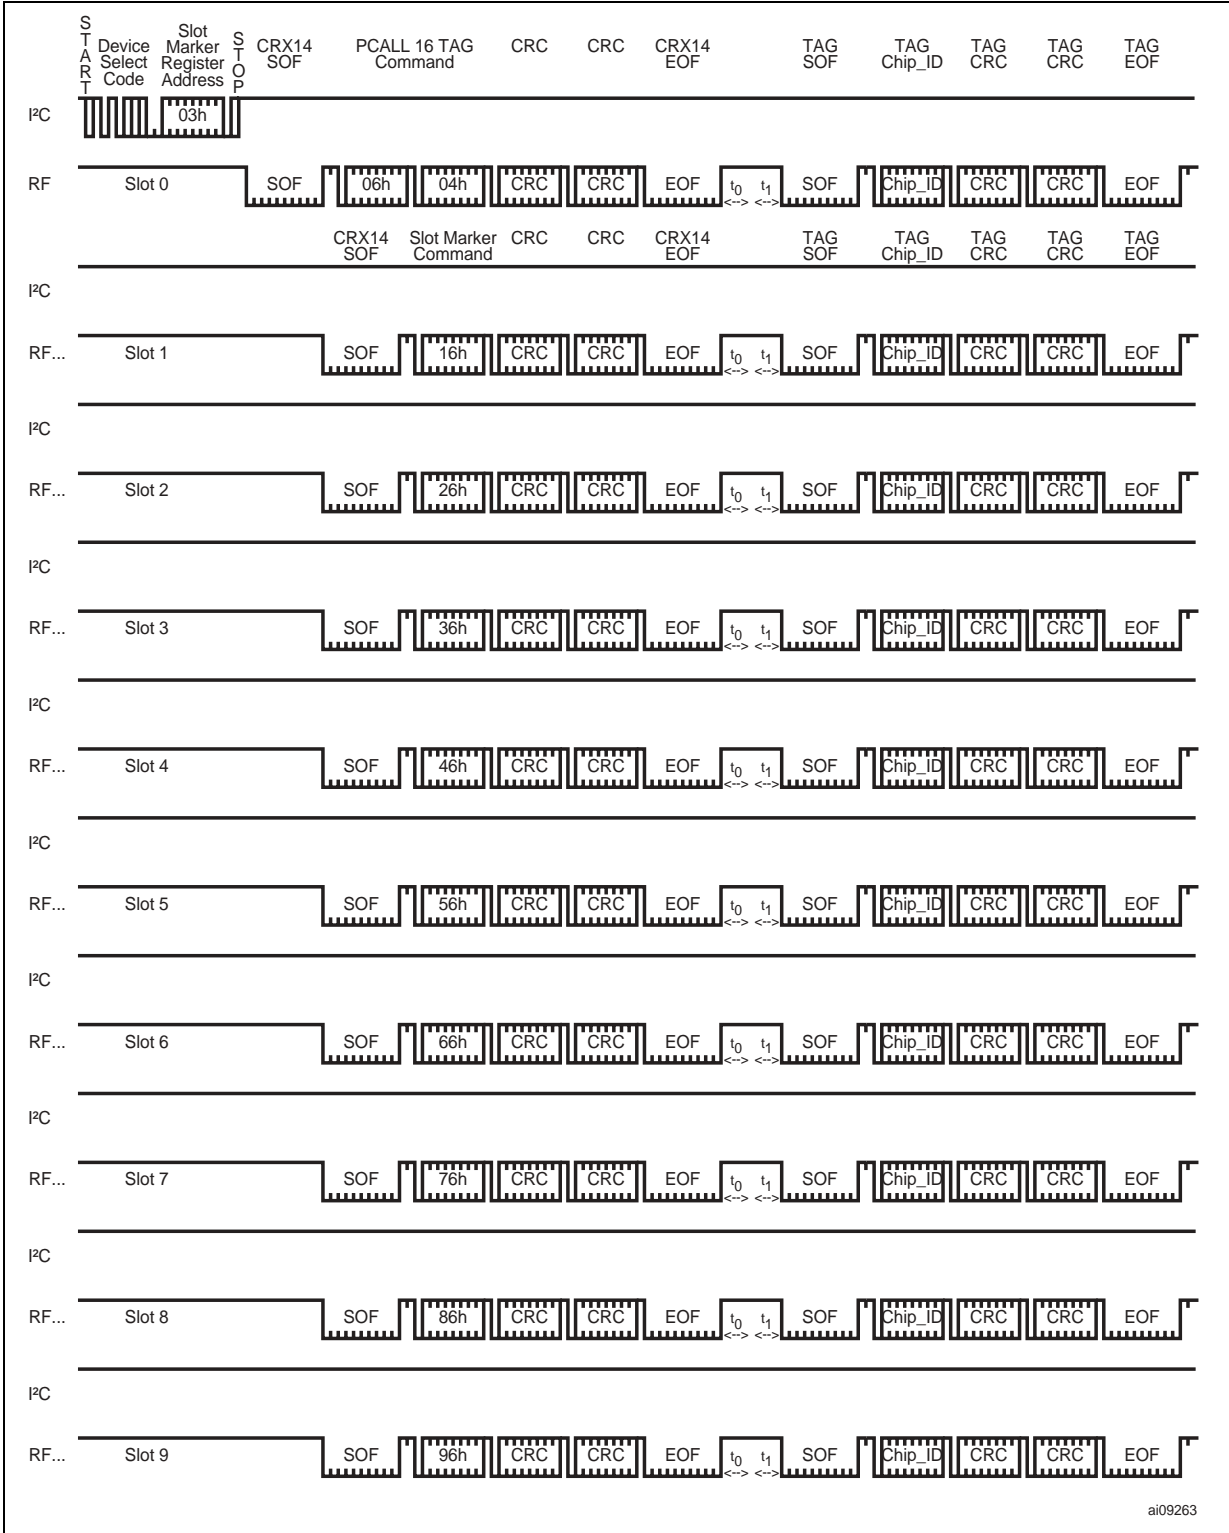 START Device Select Code Slot Marker Register Address STOP CRX14 SOF PCALL 16 TAG Command CRC CRC CRX14 EOF TAG SOF TAG Chip_ID TAG CRC TAG CRC TAG EOF
I²C 03h
RF Slot 0 SOF 06h 04h CRC CRC EOF t0 t1 SOF Chip_ID CRC CRC EOF
<--> <-->
CRX14 SOF Slot Marker Command CRC CRC CRX14 EOF TAG SOF TAG Chip_ID TAG CRC TAG CRC TAG EOF
I²C
RF... Slot 1 SOF 16h CRC CRC EOF t0 t1 SOF Chip_ID CRC CRC EOF
<--> <-->
I²C
RF... Slot 2 SOF 26h CRC CRC EOF t0 t1 SOF Chip_ID CRC CRC EOF
<--> <-->
I²C
RF... Slot 3 SOF 36h CRC CRC EOF t0 t1 SOF Chip_ID CRC CRC EOF
<--> <-->
I²C
RF... Slot 4 SOF 46h CRC CRC EOF t0 t1 SOF Chip_ID CRC CRC EOF
<--> <-->
I²C
RF... Slot 5 SOF 56h CRC CRC EOF t0 t1 SOF Chip_ID CRC CRC EOF
<--> <-->
I²C
RF... Slot 6 SOF 66h CRC CRC EOF t0 t1 SOF Chip_ID CRC CRC EOF
<--> <-->
I²C
RF... Slot 7 SOF 76h CRC CRC EOF t0 t1 SOF Chip_ID CRC CRC EOF
<--> <-->
I²C
RF... Slot 8 SOF 86h CRC CRC EOF t0 t1 SOF Chip_ID CRC CRC EOF
<--> <-->
I²C
RF... Slot 9 SOF 96h CRC CRC EOF t0 t1 SOF Chip_ID CRC CRC EOF
<--> <-->
ai09263